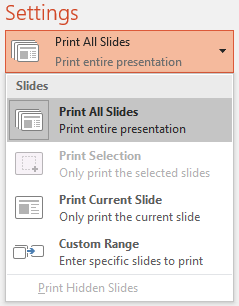 Settings
Print All Slides
Print entire presentation
Slides
Print All Slides
Print entire presentation
Print Selection
Only print the selected slides
Print Current Slide
Only print the current slide
Custom Range
Enter specific slides to print
Print Hidden Slides